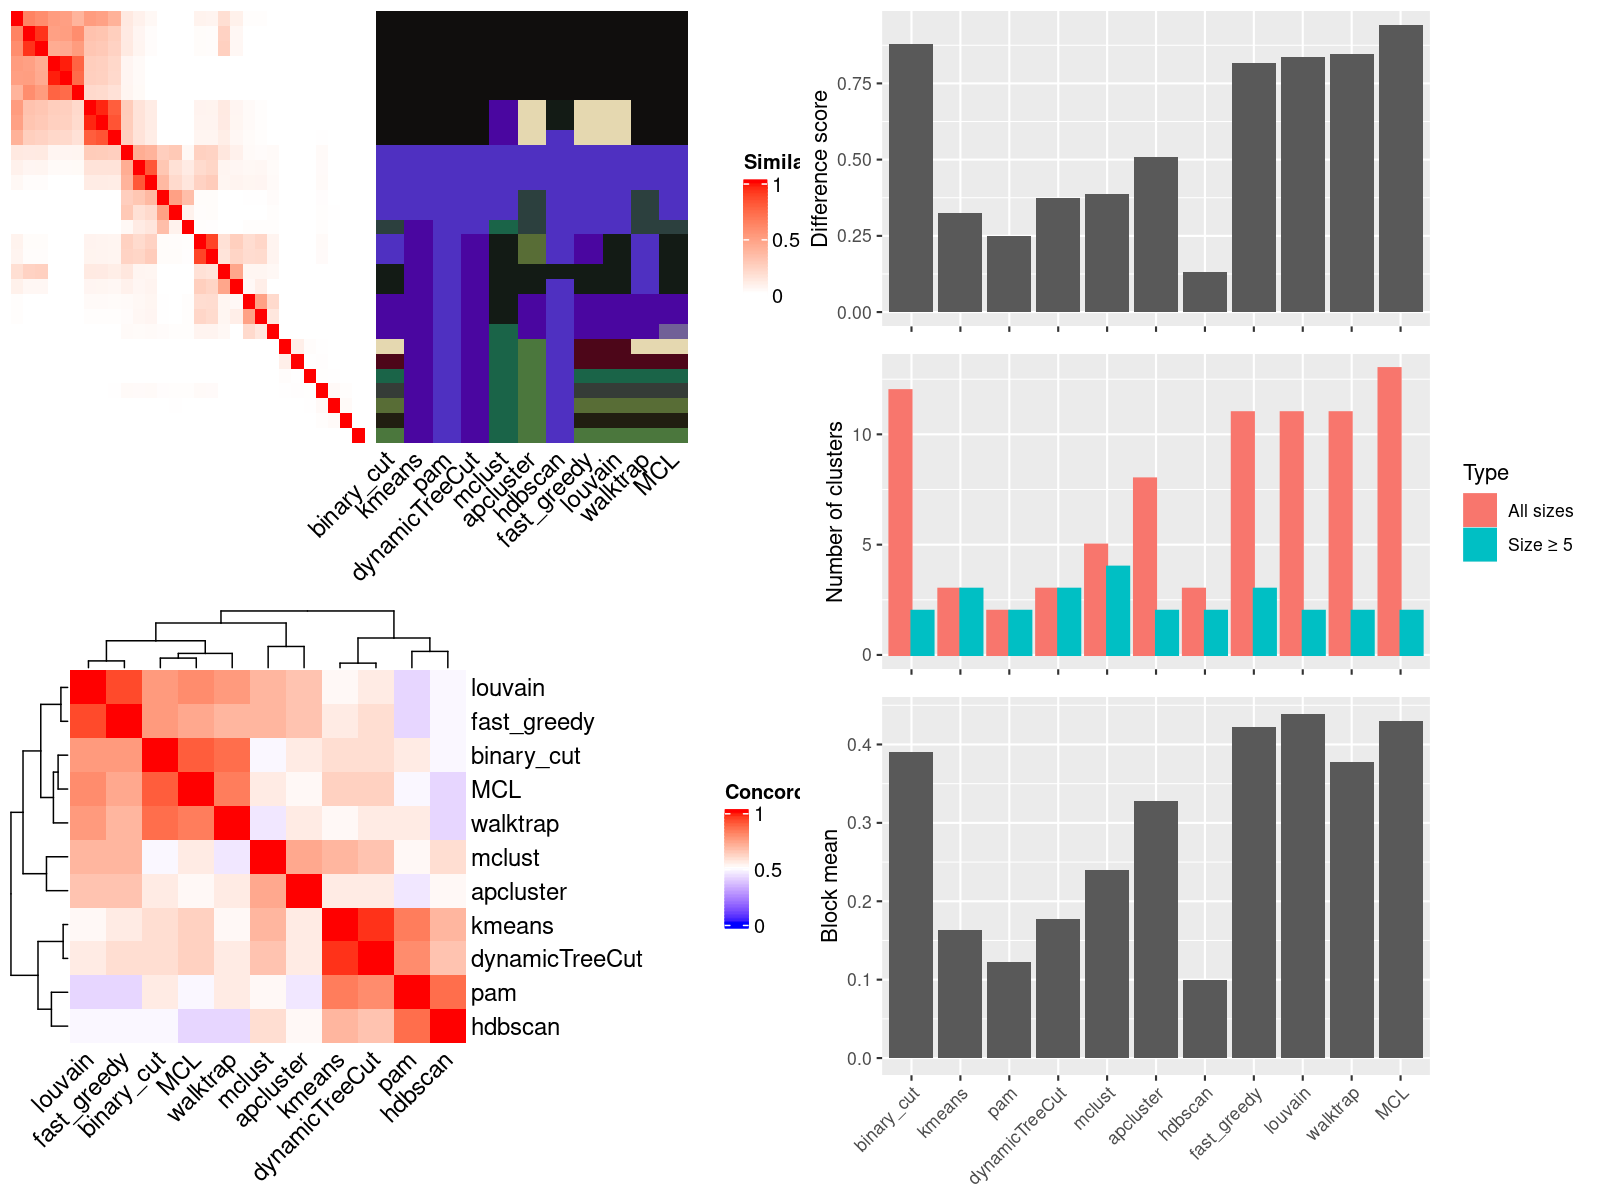 Simila
1
0.5
0
binary_cut
kmeans
pam
dynamicTreeCut
mclust
apcluster
hdbscan
fast_greedy
louvain
walktrap
MCL
louvain
fast_greedy
binary_cut
MCL
walktrap
mclust
apcluster
kmeans
dynamicTreeCut
pam
hdbscan
louvain
fast_greedy
binary_cut
MCL
walktrap
mclust
apcluster
kmeans
dynamicTreeCut
pam
hdbscan
Concord
1
0.5
0
Difference score
0.75
0.50
0.25
0.00
Number of clusters
10
5
0
Type
All sizes
Size ≥ 5
Block mean
0.4
0.3
0.2
0.1
0.0
binary_cut
kmeans
pam
dynamicTreeCut
mclust
apcluster
hdbscan
fast_greedy
louvain
walktrap
MCL